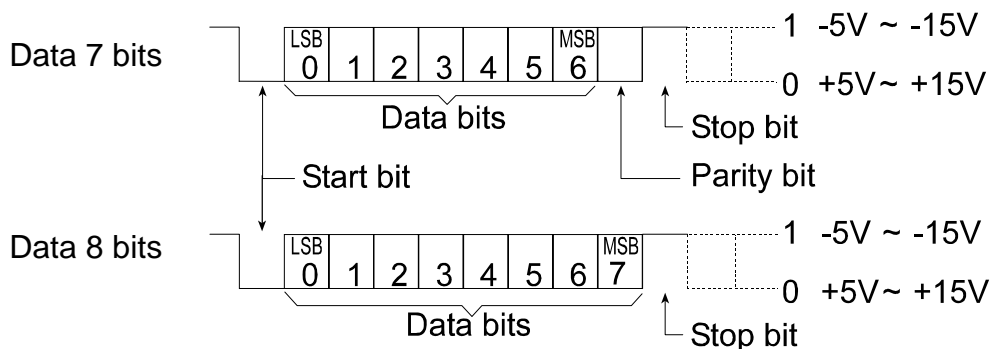 1 -5V ~ -15V
Data 7 bits
LSB MSB
0 1 2 3 4 5 6
0 +5V~ +15V
Data bits
Stop bit
Start bit
Parity bit
Data 8 bits
1 -5V ~ -15V
LSB MSB
0 1 2 3 4 5 6 7
0 +5V~ +15V
Data bits
Stop bit